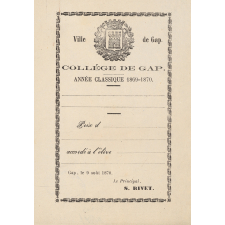 Ville de Gap.
COLLÉGE DE GAP.
ANNÉE CLASSIQUE 1869-1870.
Prix d
accordé à l'élève
Gap, le 9 août 1870.
le Principal,
S. RIVET.